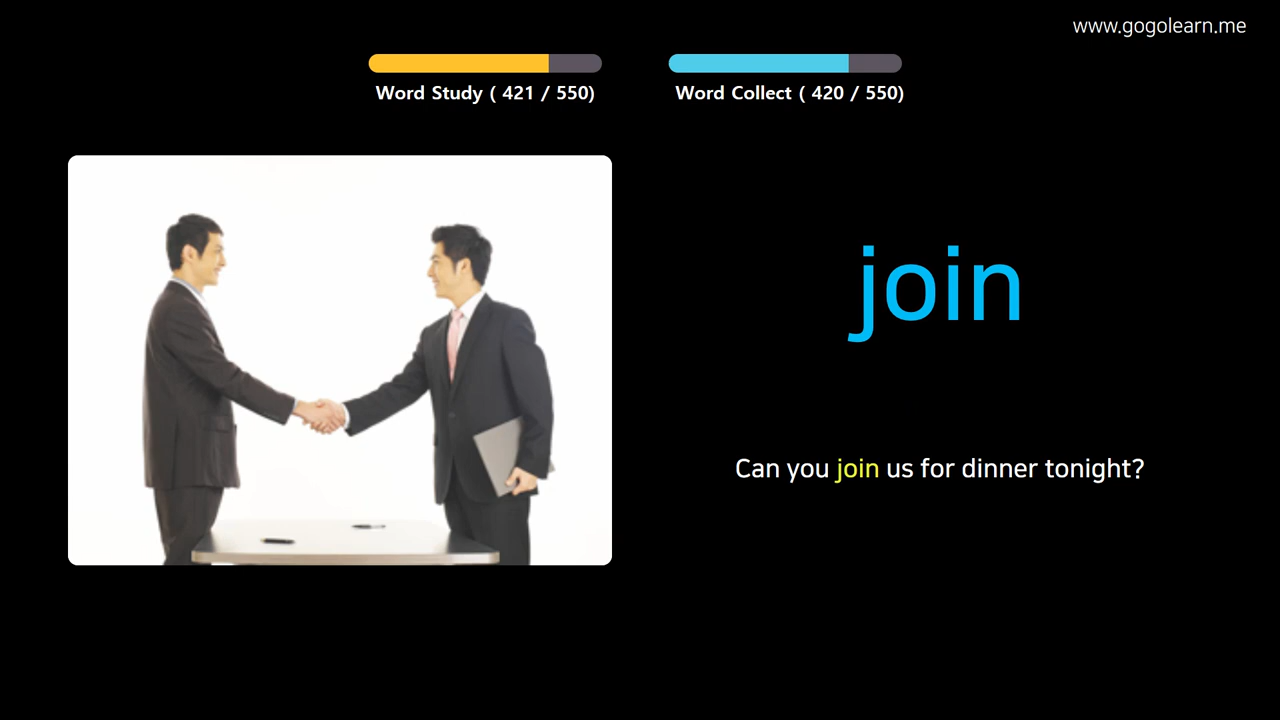 www.gogolearn.me
Word Study ( 421 / 550)
Word Collect ( 420 / 550)
join
Can you join us for dinner tonight?